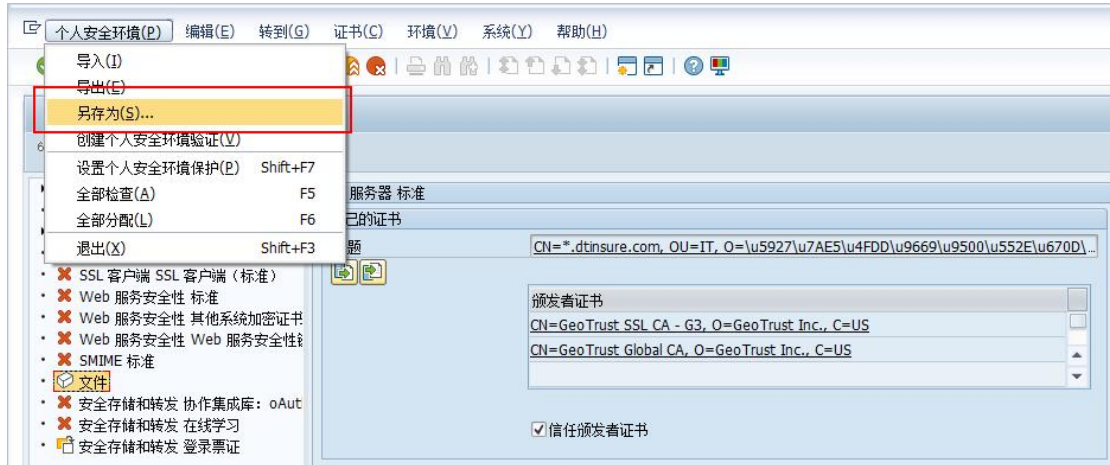 个人安全环境(P) 编辑(E) 转到(G) 证书(C) 环境(V) 系统(Y) 帮助(H)
导入(I)
导出(E)
另存为(S)...
创建个人安全环境验证(V)
设置个人安全环境保护(P) Shift+F7
全部检查(A) F5
全部分配(L) F6
退出(X) Shift+F3
服务器 标准
己的证书
题 CN=*.dtinsure.com, OU=IT, O=\u5927\u7AE5\u4FDD\u9669\u9500\u552E\u670D\...
SSL 客户端 SSL 客户端 (标准)
Web 服务安全性 标准
Web 服务安全性 其他系统加密证书
Web 服务安全性 Web 服务安全性
SMIME 标准
文件
安全存储和转发 协作集成库: oAut
安全存储和转发 在线学习
安全存储和转发 登录票证
颁发者证书
CN=GeoTrust SSL CA - G3, O=GeoTrust Inc., C=US
CN=GeoTrust Global CA, O=GeoTrust Inc., C=US
信任颁发者证书